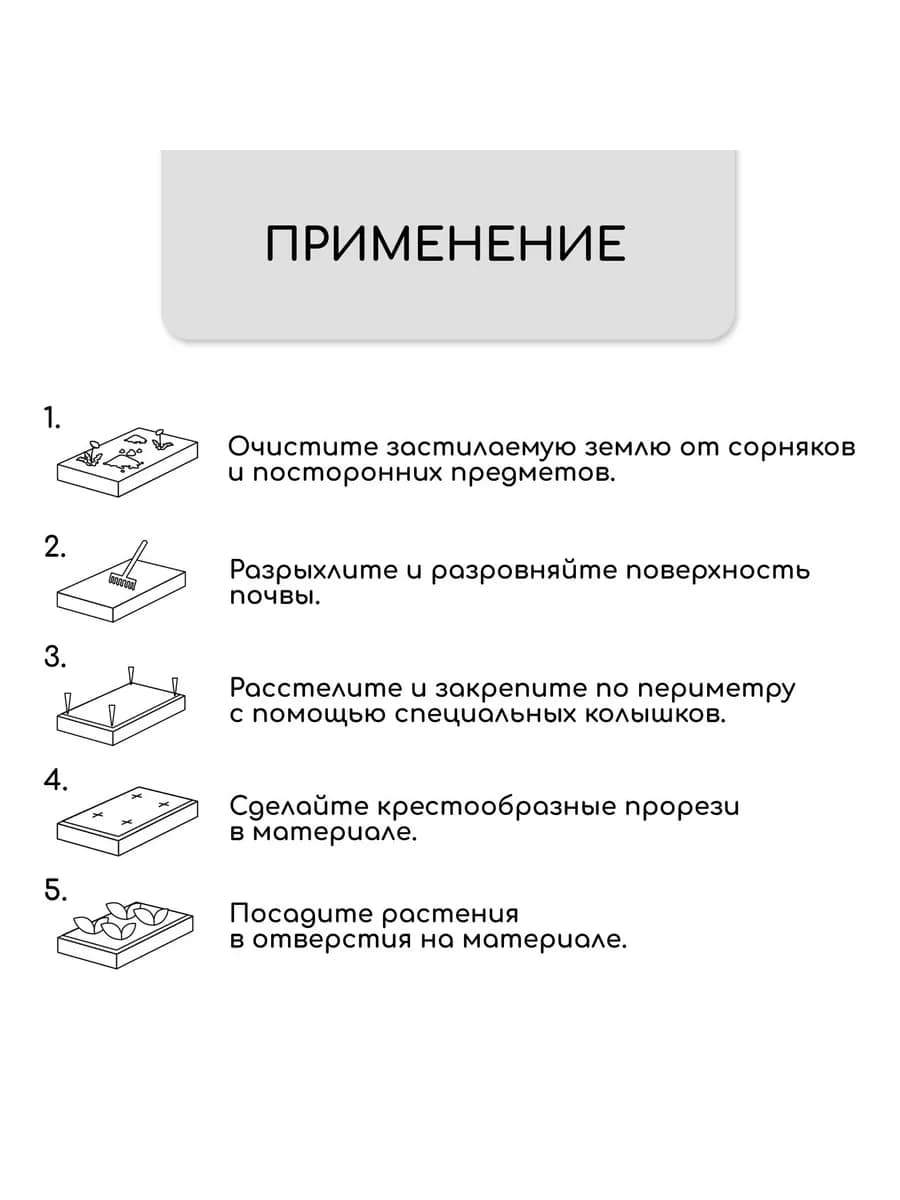 ПРИМЕНЕНИЕ
1.
Очистите застилаемую землю от сорняков
и посторонних предметов.
2.
Разрыхлите и разровняйте поверхность
почвы.
3.
Расстелите и закрепите по периметру
с помощью специальных колышков.
4.
Сделайте крестообразные прорези
в материале.
5.
Посадите растения
в отверстия на материале.